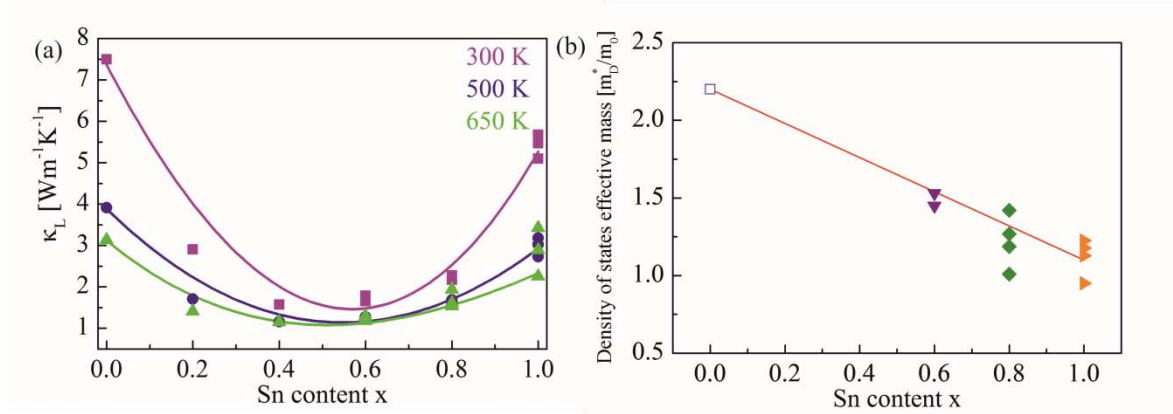 (a)
300 K
500 K
650 K
κL [Wm⁻¹K⁻¹]
8
7
6
5
4
3
2
1
0.0 0.2 0.4 0.6 0.8 1.0
Sn content x
(b)
Density of states effective mass [m*D/m0]
2.5
2.0
1.5
1.0
0.5
0.0 0.2 0.4 0.6 0.8 1.0
Sn content x